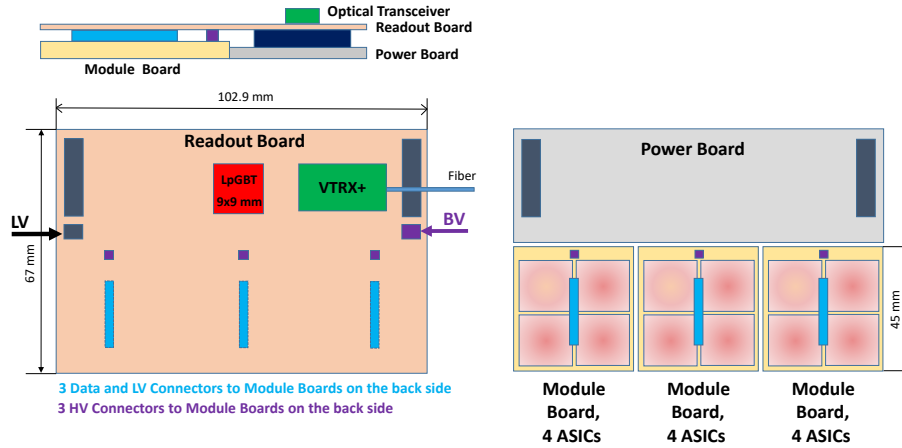 Optical Transceiver
Readout Board
Power Board
Module Board
102.9 mm
Readout Board
LpGBT
9x9 mm
VTRX+
Fiber
LV
BV
67 mm
3 Data and LV Connectors to Module Boards on the back side
3 HV Connectors to Module Boards on the back side
Power Board
45 mm
Module
Board,
4 ASICs
Module
Board,
4 ASICs
Module
Board,
4 ASICs